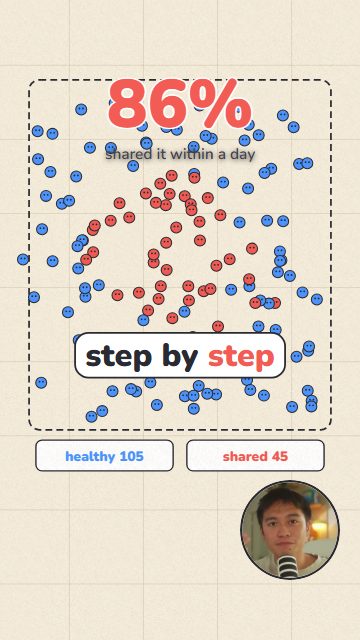 86%
shared it within a day
step by step
healthy 105
shared 45